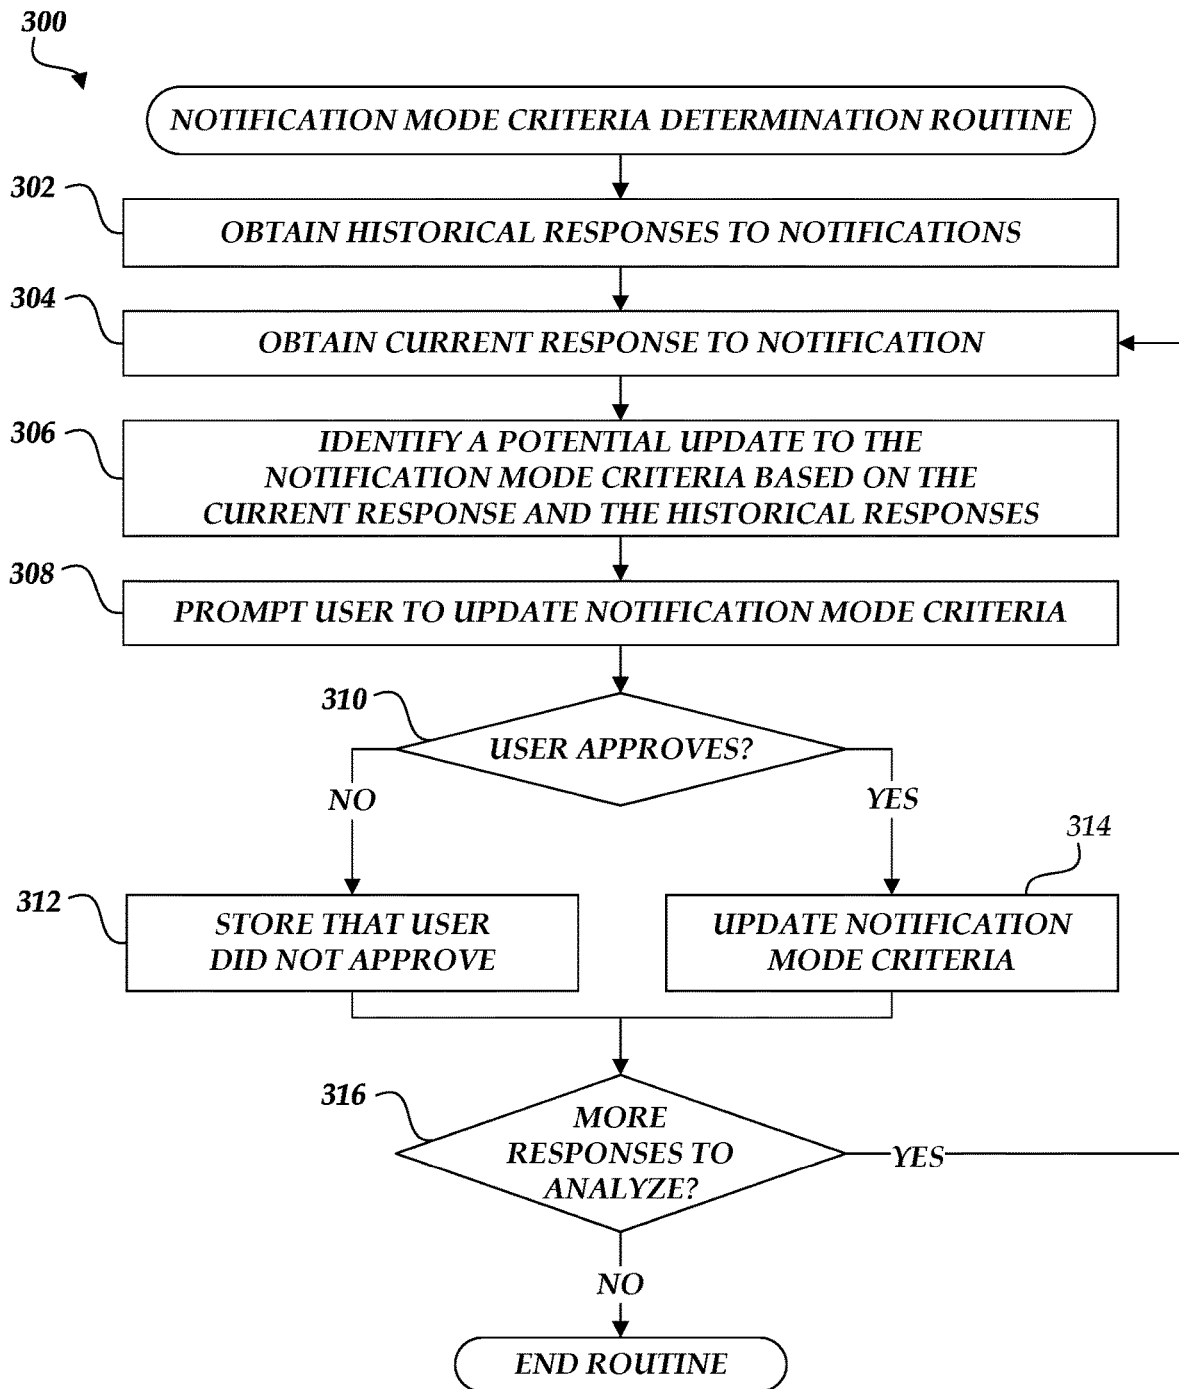 300
NOTIFICATION MODE CRITERIA DETERMINATION ROUTINE
302
OBTAIN HISTORICAL RESPONSES TO NOTIFICATIONS
304
OBTAIN CURRENT RESPONSE TO NOTIFICATION
306
IDENTIFY A POTENTIAL UPDATE TO THE
NOTIFICATION MODE CRITERIA BASED ON THE
CURRENT RESPONSE AND THE HISTORICAL RESPONSES
308
PROMPT USER TO UPDATE NOTIFICATION MODE CRITERIA
310
USER APPROVES?
NO
YES
312
STORE THAT USER
DID NOT APPROVE
314
UPDATE NOTIFICATION
MODE CRITERIA
316
MORE
RESPONSES TO
ANALYZE?
YES
NO
END ROUTINE